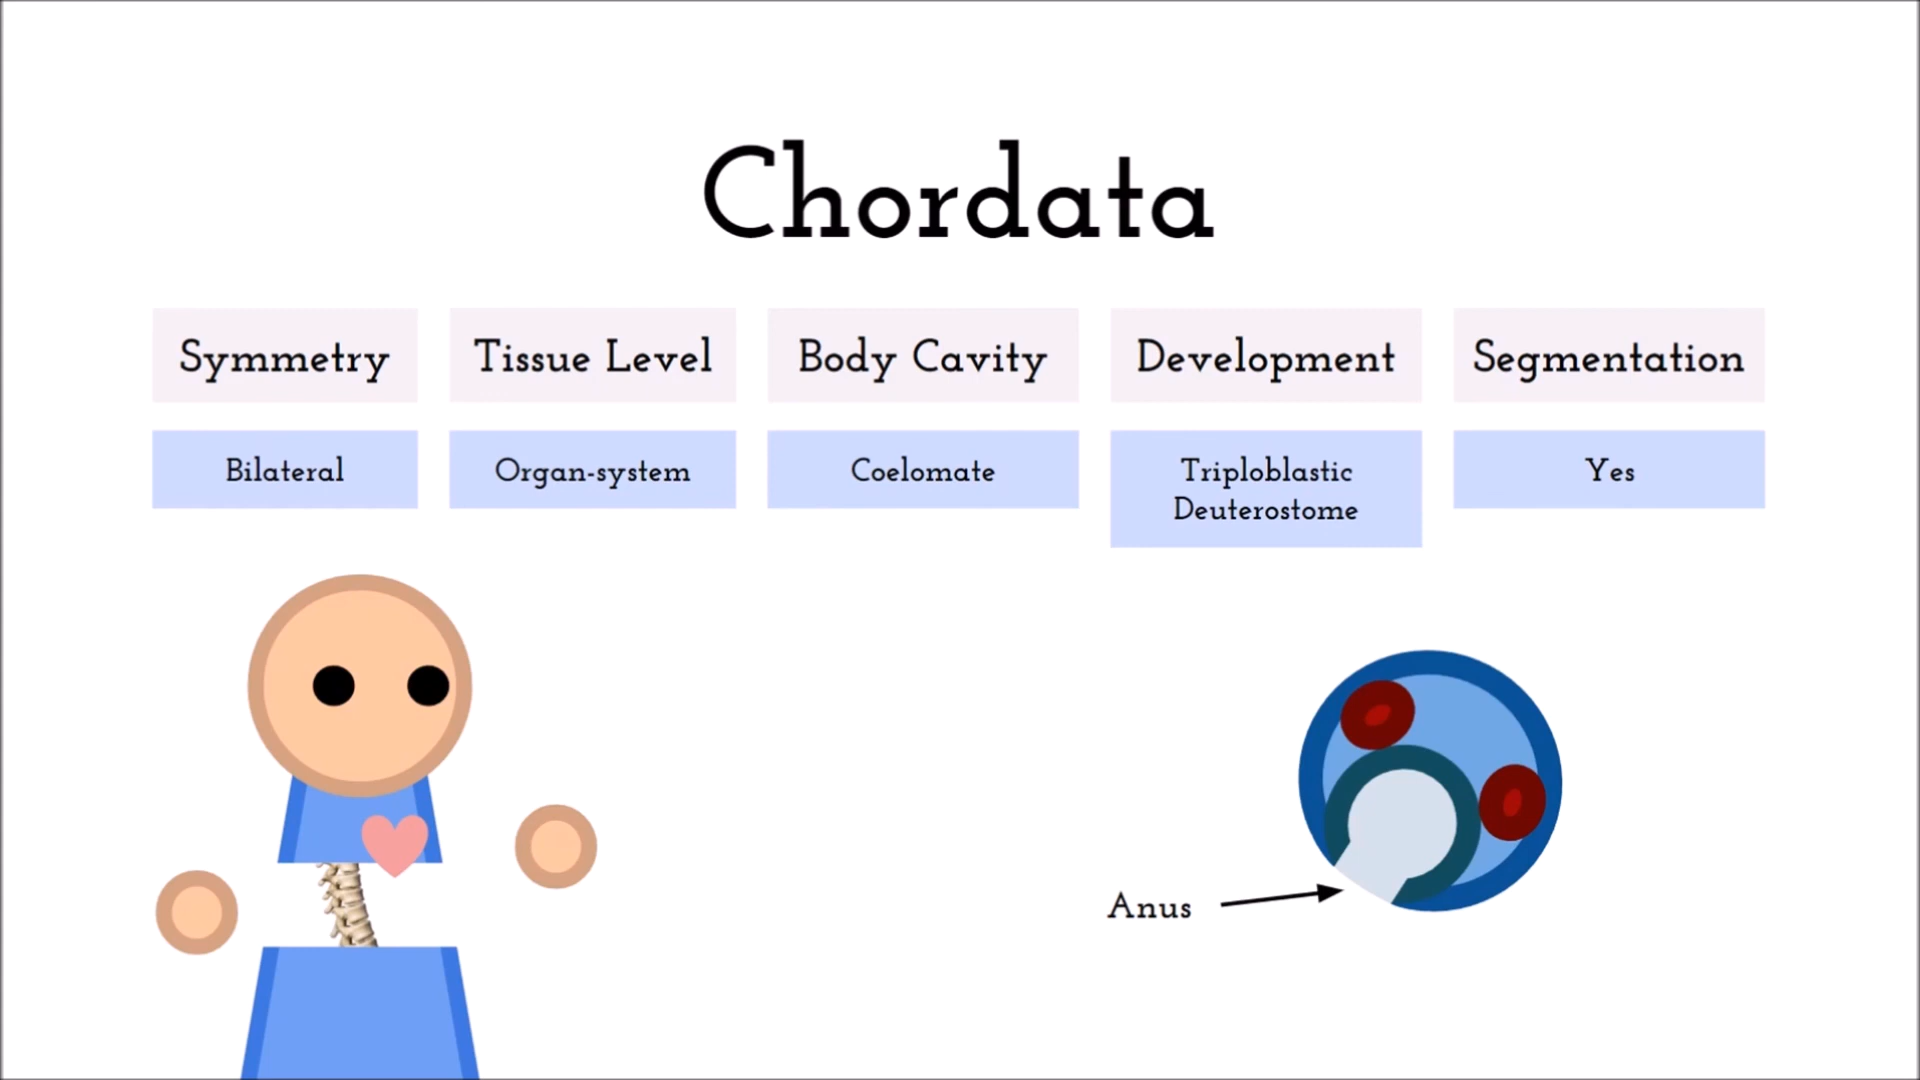 Chordata
Symmetry
Tissue Level
Body Cavity
Development
Segmentation
Bilateral
Organ-system
Coelomate
Triploblastic
Deuterostome
Yes
Anus